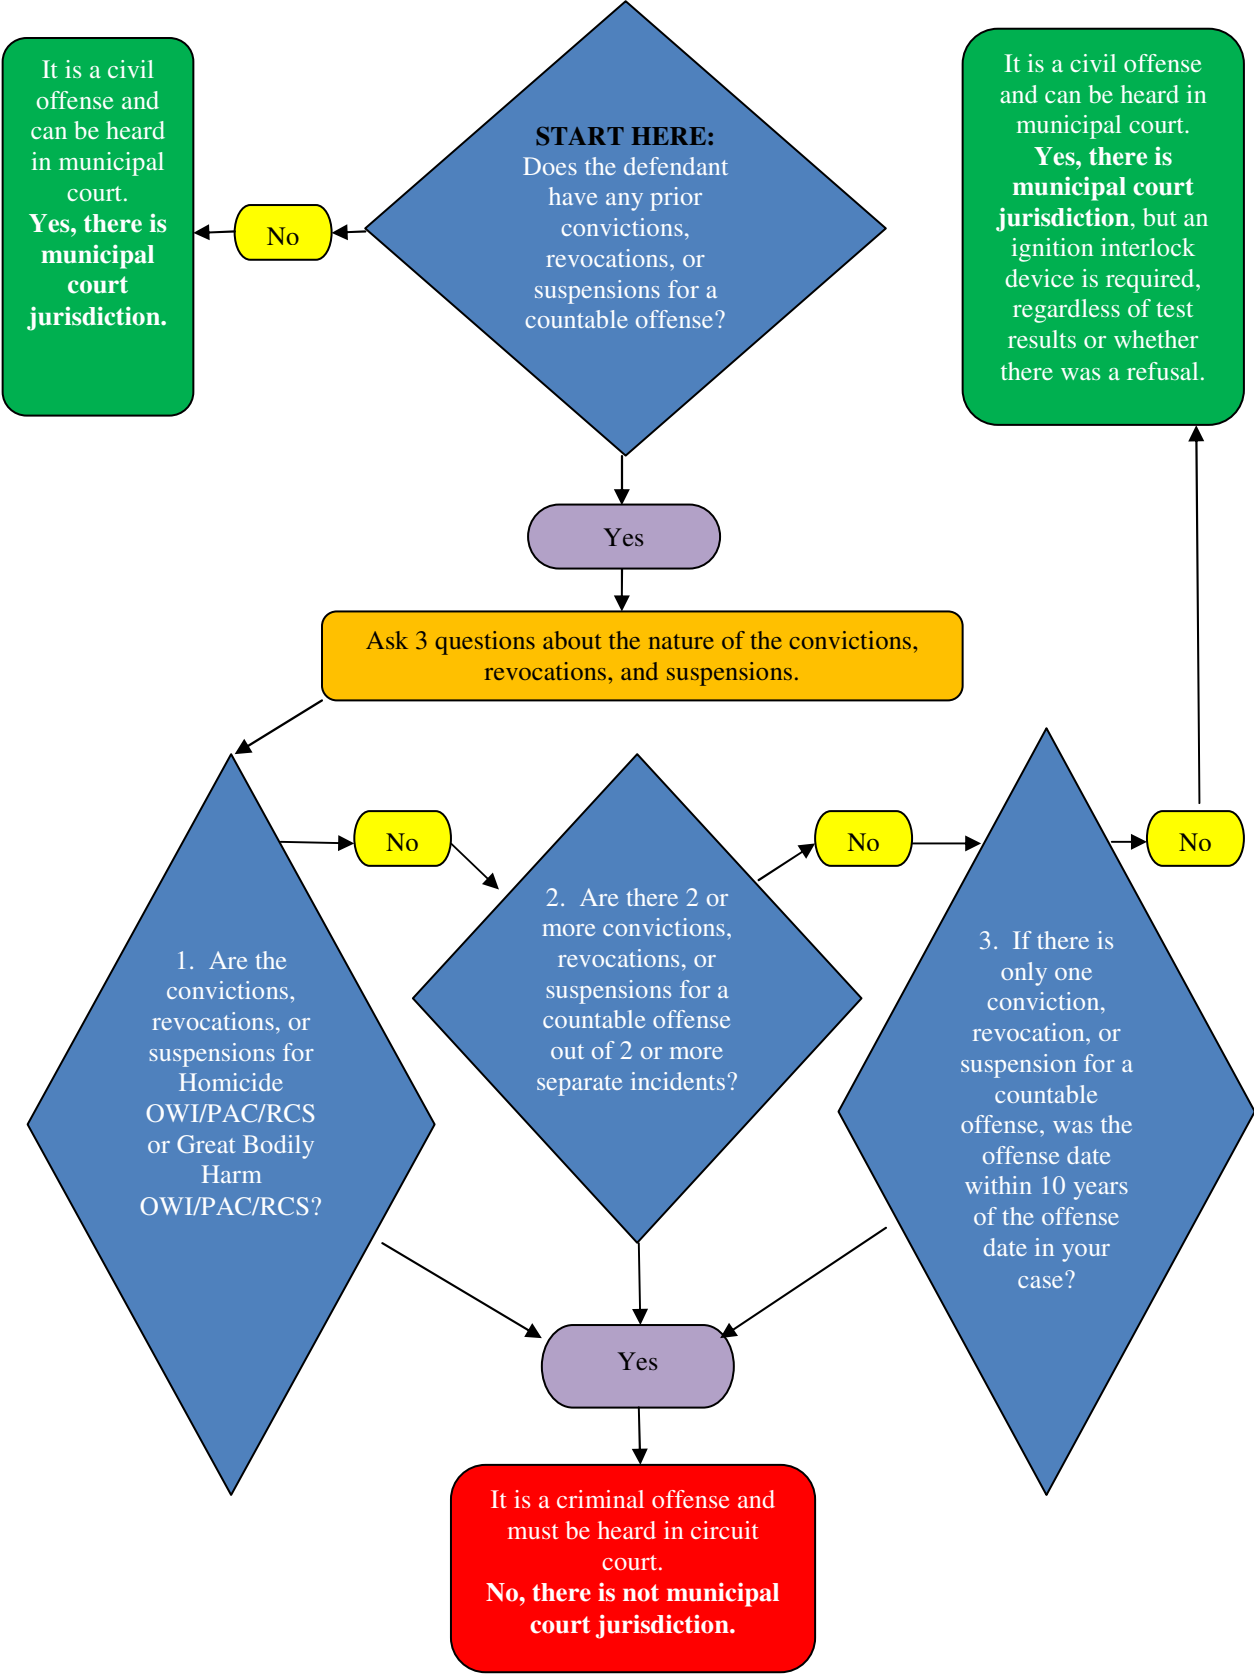 It is a civil
offense and
can be heard
in municipal
court.
Yes, there is
municipal
court
jurisdiction.
No
START HERE:
Does the defendant
have any prior
convictions,
revocations, or
suspensions for a
countable offense?
It is a civil offense
and can be heard in
municipal court.
Yes, there is
municipal court
jurisdiction, but an
ignition interlock
device is required,
regardless of test
results or whether
there was a refusal.
Yes
Ask 3 questions about the nature of the convictions,
revocations, and suspensions.
1. Are the
convictions,
revocations, or
suspensions for
Homicide
OWI/PAC/RCS
or Great Bodily
Harm
OWI/PAC/RCS?
No
2. Are there 2 or
more convictions,
revocations, or
suspensions for a
countable offense
out of 2 or more
separate incidents?
No
3. If there is
only one
conviction,
revocation, or
suspension for a
countable
offense, was the
offense date
within 10 years
of the offense
date in your
case?
No
Yes
It is a criminal offense and
must be heard in circuit
court.
No, there is not municipal
court jurisdiction.